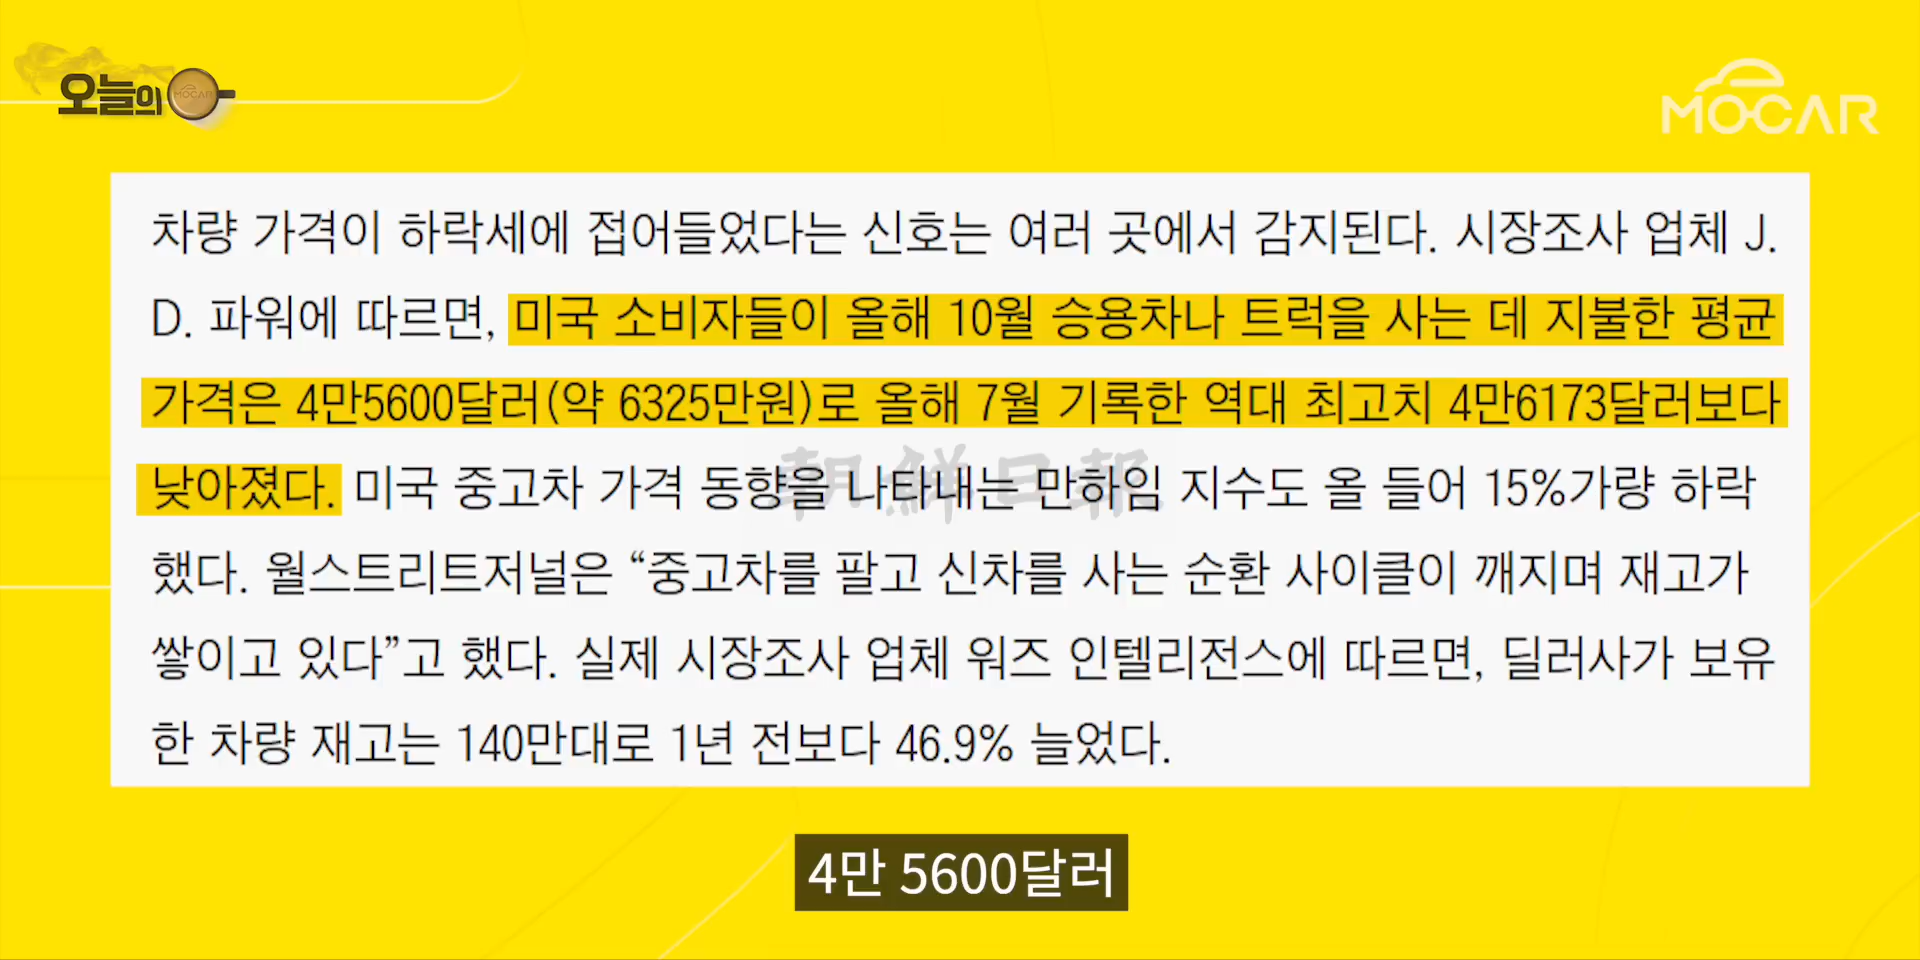 오늘의
MOCAR
MOCAR
차량 가격이 하락세에 접어들었다는 신호는 여러 곳에서 감지된다. 시장조사 업체 J.
D. 파워에 따르면, 미국 소비자들이 올해 10월 승용차나 트럭을 사는 데 지불한 평균
가격은 4만5600달러(약 6325만원)로 올해 7월 기록한 역대 최고치 4만6173달러보다
낮아졌다. 미국 중고차 가격 동향을 나타내는 만하임 지수도 올 들어 15%가량 하락
朝鮮日報
했다. 월스트리트저널은 “중고차를 팔고 신차를 사는 순환 사이클이 깨지며 재고가
쌓이고 있다”고 했다. 실제 시장조사 업체 워즈 인텔리전스에 따르면, 딜러사가 보유
한 차량 재고는 140만대로 1년 전보다 46.9% 늘었다.
4만 5600달러